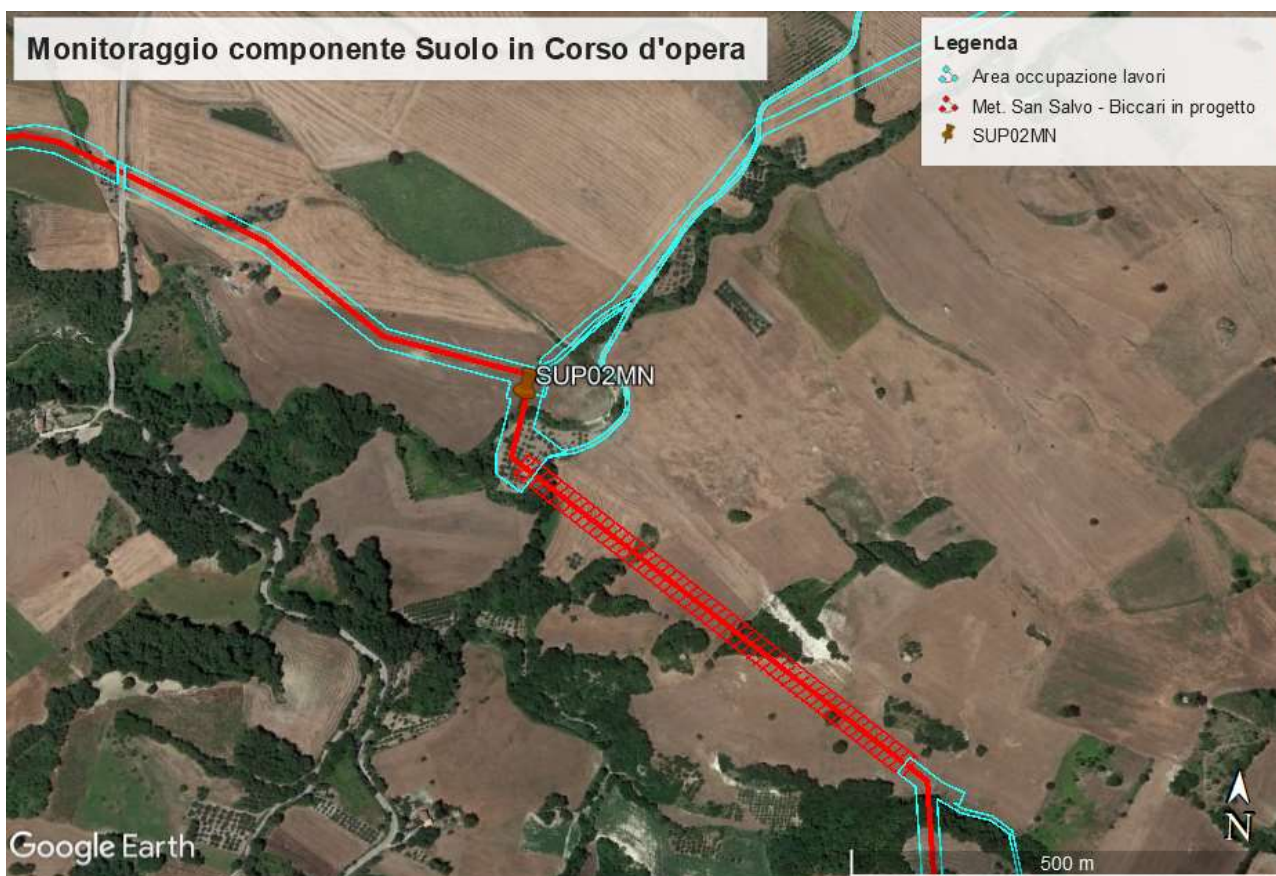 Monitoraggio componente Suolo in Corso d'opera
Legenda
Area occupazione lavori
Met. San Salvo - Biccari in progetto
SUP02MN
SUP02MN
N
Google Earth
500 m